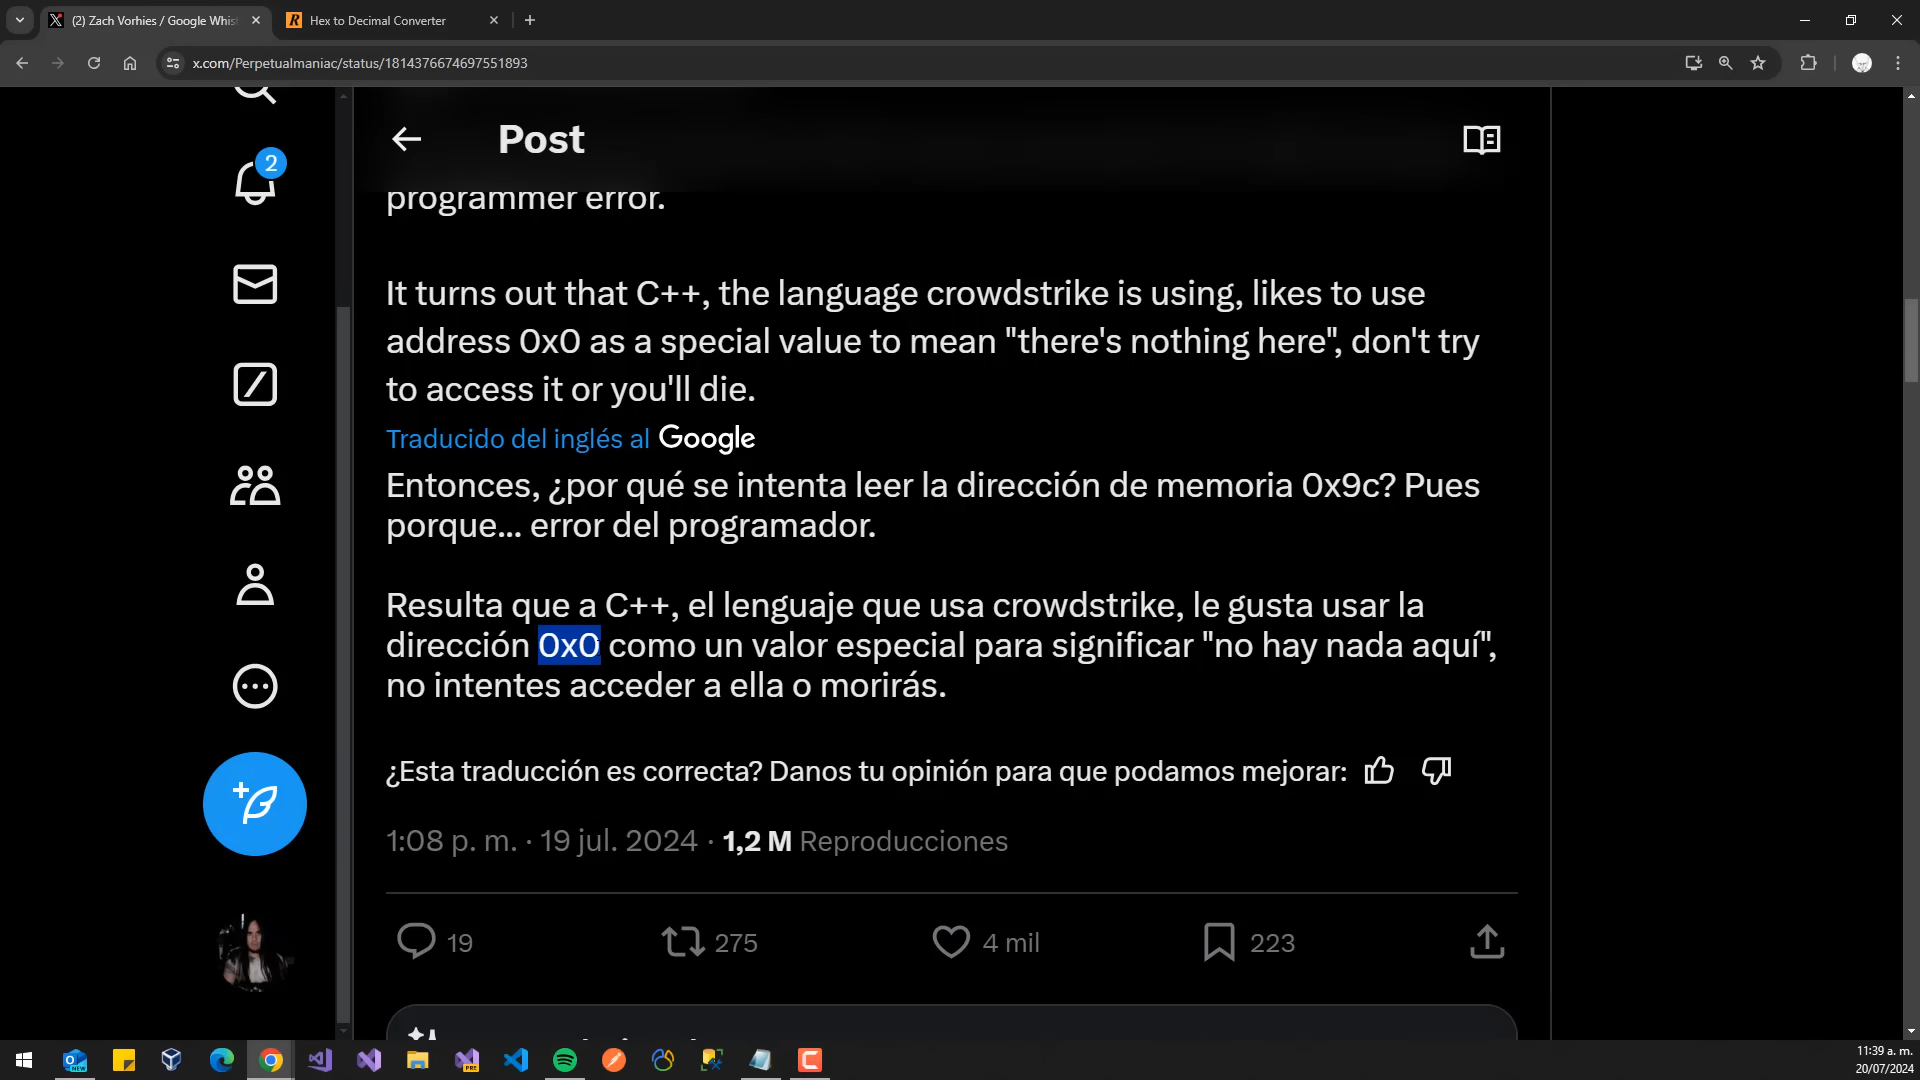 (2) Zach Vorhies / Google Whist
Hex to Decimal Converter
x.com/Perpetualmaniac/status/1814376674697551893
Post
2
programmer error.
It turns out that C++, the language crowdstrike is using, likes to use
address 0x0 as a special value to mean "there's nothing here", don't try
to access it or you'll die.
Traducido del inglés al Google
Entonces, ¿por qué se intenta leer la dirección de memoria 0x9c? Pues
porque... error del programador.
Resulta que a C++, el lenguaje que usa crowdstrike, le gusta usar la
dirección 0x0 como un valor especial para significar "no hay nada aquí",
no intentes acceder a ella o morirás.
¿Esta traducción es correcta? Danos tu opinión para que podamos mejorar:
1:08 p. m. · 19 jul. 2024 · 1,2 M Reproducciones
19
275
4 mil
223
NEW
PRE
11:39 a. m.
20/07/2024